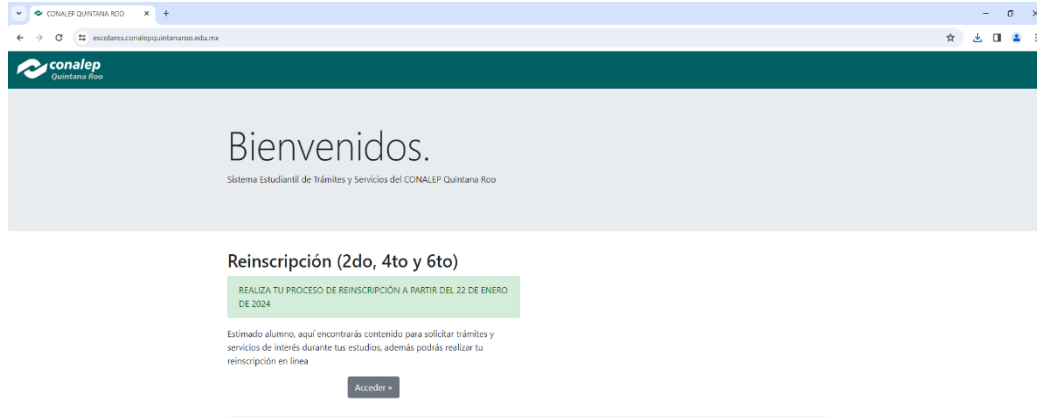 CONALEP QUINTANA ROO
escolares.conalepquintanaroo.edu.mx
conalep
Quintana Roo
Bienvenidos.
Sistema Estudiantil de Trámites y Servicios del CONALEP Quintana Roo
Reinscripción (2do, 4to y 6to)
REALIZA TU PROCESO DE REINSCRIPCIÓN A PARTIR DEL 22 DE ENERO
DE 2024
Estimado alumno, aquí encontrarás contenido para solicitar trámites y
servicios de interés durante tus estudios, además podrás realizar tu
reinscripción en linea
Acceder »